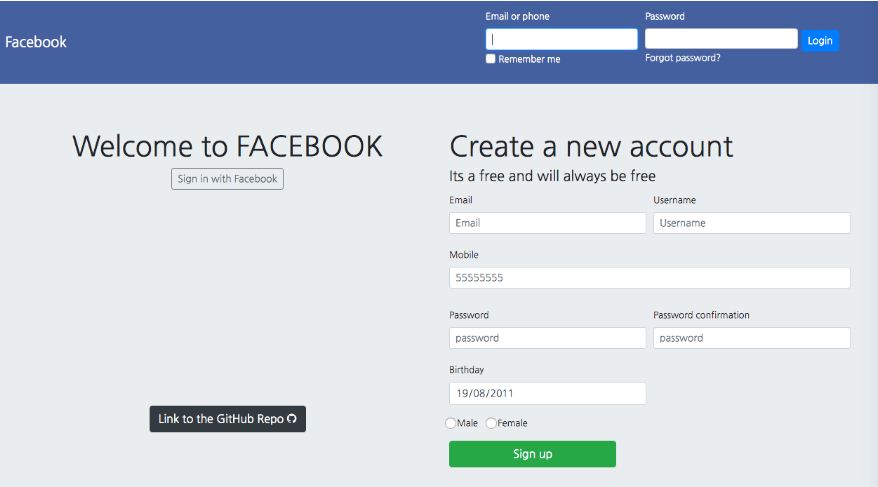 Facebook
Email or phone
Password
Login
Remember me
Forgot password?
Welcome to FACEBOOK
Sign in with Facebook
Link to the GitHub Repo
Create a new account
Its a free and will always be free
Email
Username
Email
Username
Mobile
55555555
Password
Password confirmation
password
password
Birthday
19/08/2011
Male
Female
Sign up